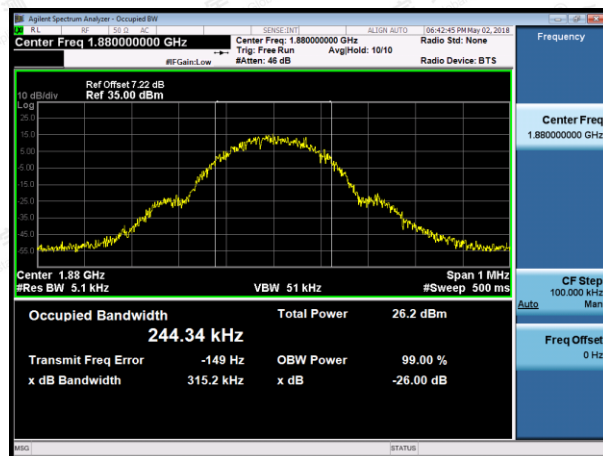 Agilent Spectrum Analyzer - Occupied BW
RL RF 50 Ω AC SENSE:INT ALIGN AUTO 06:42:45 PM May 02, 2018
Center Freq 1.880000000 GHz
Center Freq: 1.880000000 GHz
Radio Std: None
Trig: Free Run Avg|Hold: 10/10
#IFGain:Low #Atten: 46 dB Radio Device: BTS
Ref Offset 7.22 dB
10 dB/div Ref 35.00 dBm
Log
25.0
15.0
5.00
-5.00
-15.0
-25.0
-35.0
-45.0
-55.0
Center 1.88 GHz Span 1 MHz
#Res BW 5.1 kHz VBW 51 kHz #Sweep 500 ms
Occupied Bandwidth Total Power 26.2 dBm
244.34 kHz
Transmit Freq Error -149 Hz OBW Power 99.00 %
x dB Bandwidth 315.2 kHz x dB -26.00 dB
MSG STATUS
Frequency
Center Freq
1.880000000 GHz
CF Step
100.000 kHz
Auto Man
Freq Offset
0 Hz